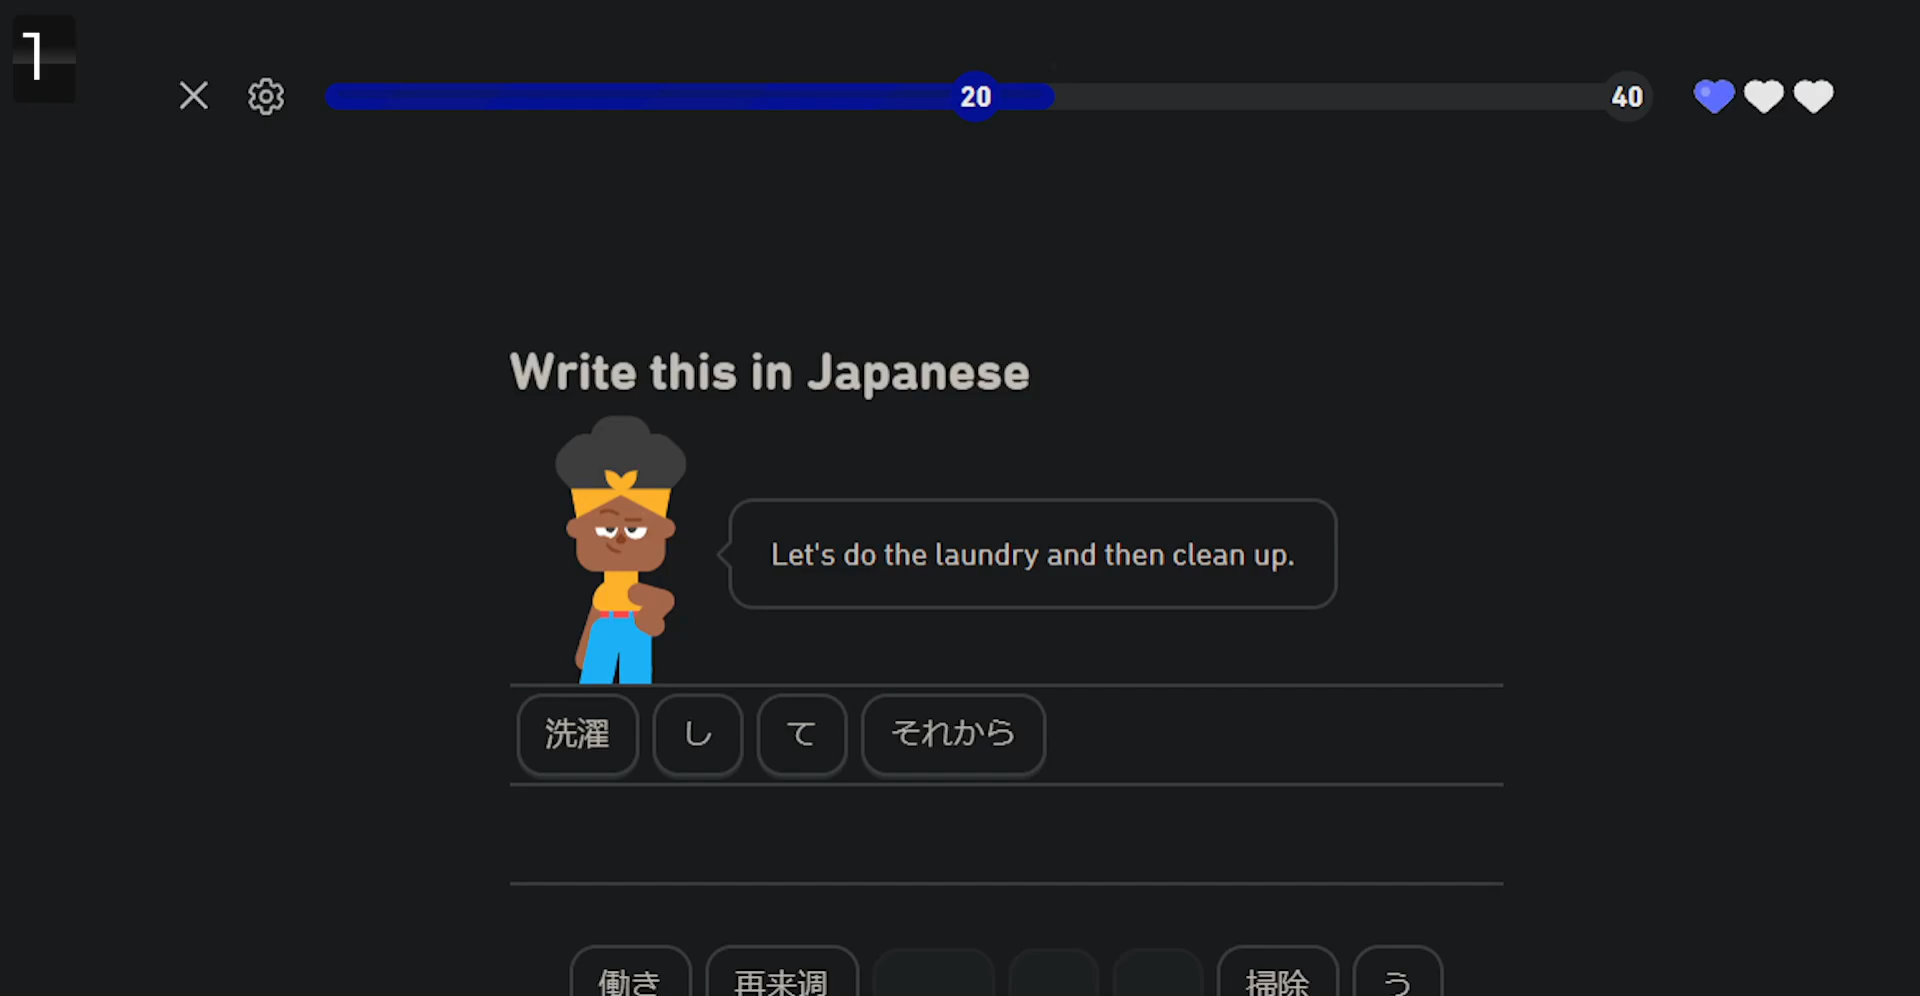 1
20 40
Write this in Japanese
Let's do the laundry and then clean up.
洗濯 し て それから
働き 再来週 掃除 う